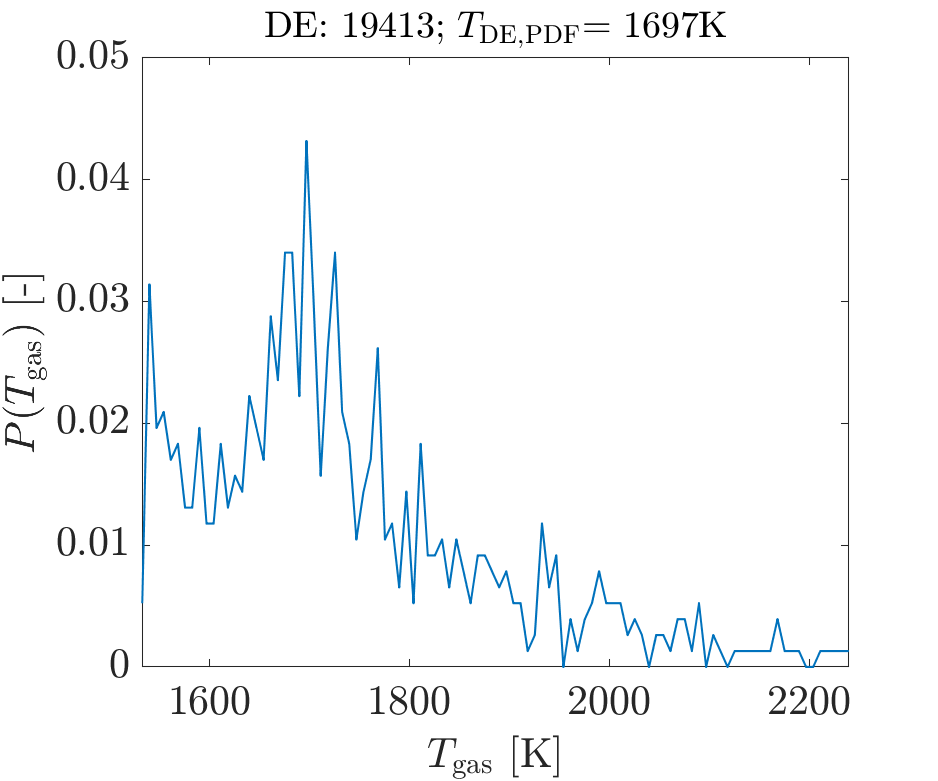 DE: 19413; T_DE,PDF= 1697K
0.05
0.04
0.03
0.02
0.01
0
P(T_gas) [-]
1600 1800 2000 2200
T_gas [K]